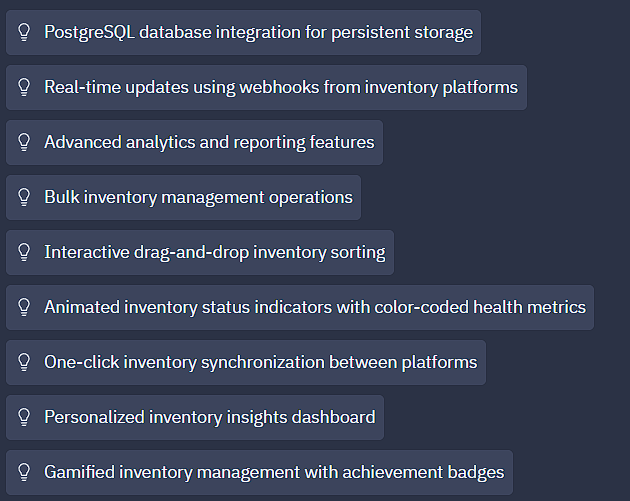 PostgreSQL database integration for persistent storage
Real-time updates using webhooks from inventory platforms
Advanced analytics and reporting features
Bulk inventory management operations
Interactive drag-and-drop inventory sorting
Animated inventory status indicators with color-coded health metrics
One-click inventory synchronization between platforms
Personalized inventory insights dashboard
Gamified inventory management with achievement badges